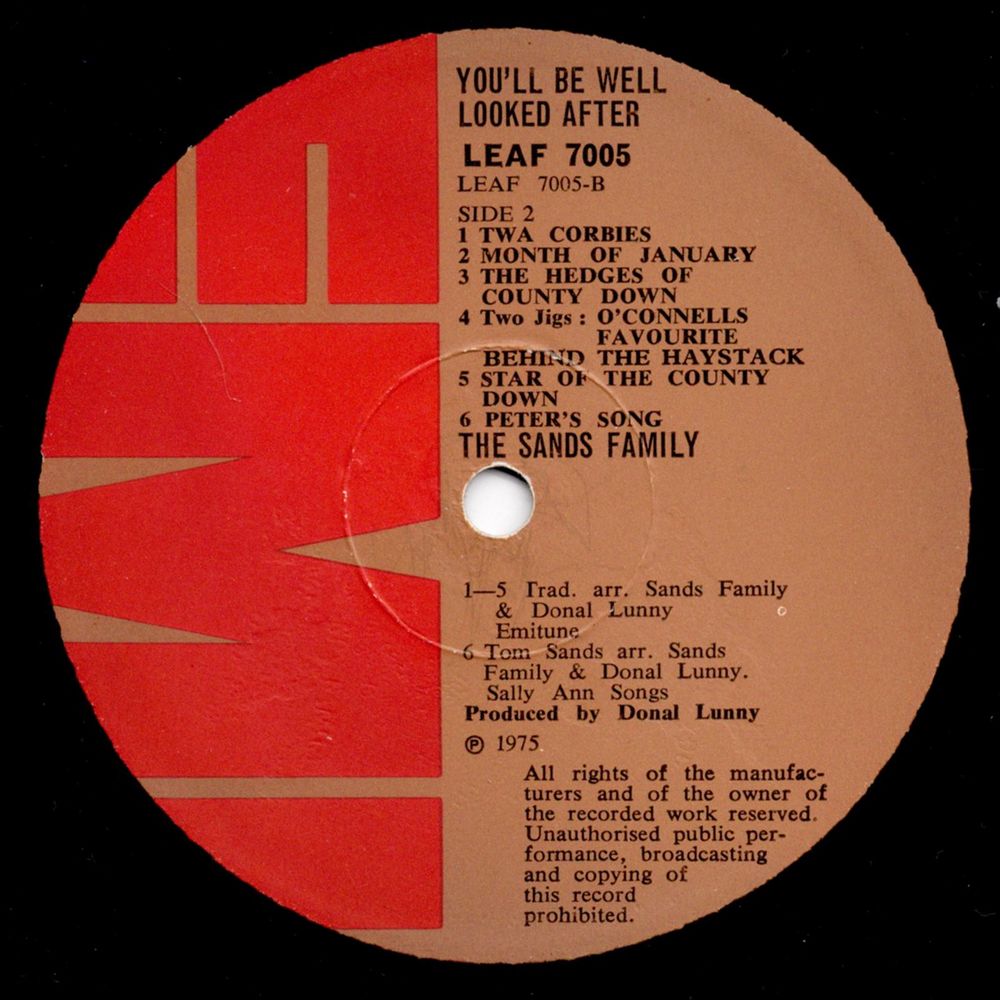 YOU'LL BE WELL
LOOKED AFTER
LEAF 7005
LEAF 7005-B
SIDE 2
1 TWA CORBIES
2 MONTH OF JANUARY
3 THE HEDGES OF
COUNTY DOWN
4 Two Jigs : O'CONNELLS
FAVOURITE
BEHIND THE HAYSTACK
5 STAR OF THE COUNTY
DOWN
6 PETER'S SONG
THE SANDS FAMILY
1—5 Trad. arr. Sands Family
& Donal Lunny
Emitune
6 Tom Sands arr. Sands
Family & Donal Lunny.
Sally Ann Songs
Produced by Donal Lunny
℗ 1975
All rights of the manufac-
turers and of the owner of
the recorded work reserved.
Unauthorised public per-
formance, broadcasting
and copying of
this record
prohibited.
EMI